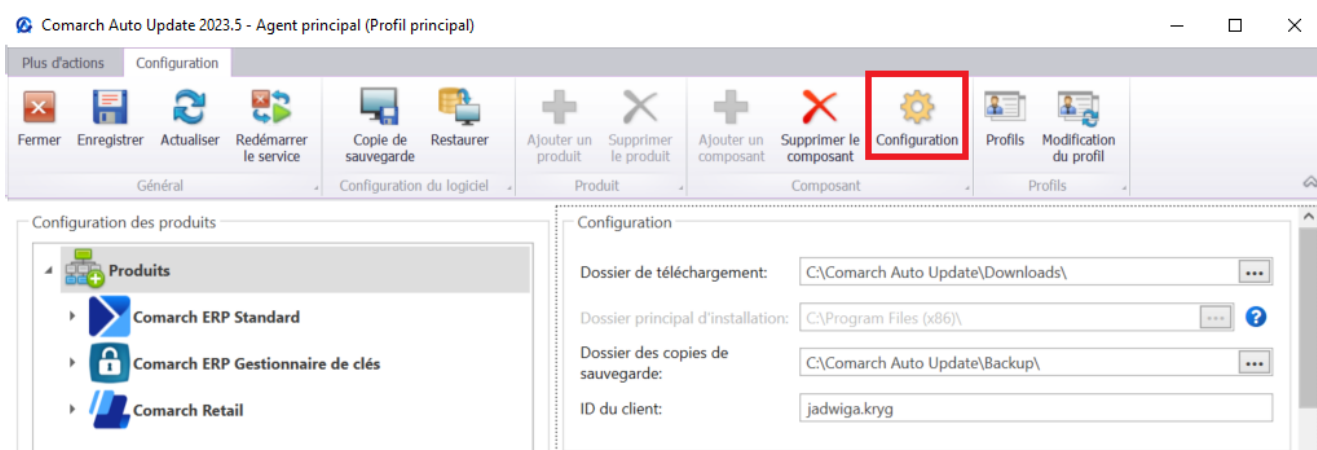 Comarch Auto Update 2023.5 - Agent principal (Profil principal)
Plus d'actions Configuration
Fermer Enregistrer Actualiser Redémarrer le service Copie de sauvegarde Restaurer Ajouter un produit Supprimer le produit Ajouter un composant Supprimer le composant Configuration Profils Modification du profil
Général Configuration du logiciel Produit Composant Profils
Configuration des produits
Produits
Comarch ERP Standard
Comarch ERP Gestionnaire de clés
Comarch Retail
Configuration
Dossier de téléchargement: C:\Comarch Auto Update\Downloads\ ...
Dossier principal d'installation: C:\Program Files (x86)\ ... ?
Dossier des copies de
sauvegarde: C:\Comarch Auto Update\Backup\ ...
ID du client: jadwiga.kryg